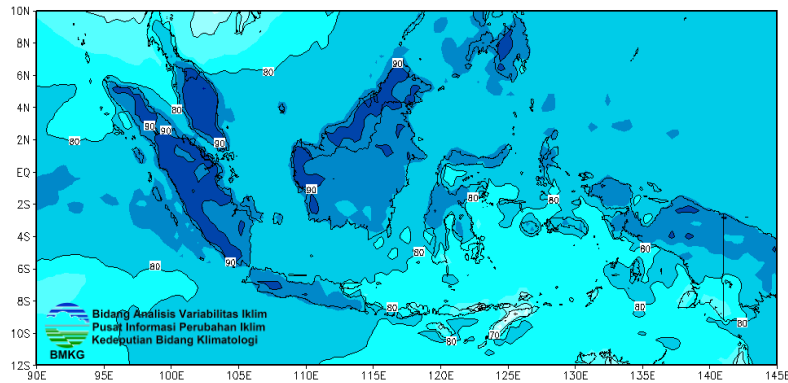 10N
8N
6N
4N
2N
EQ
2S
4S
6S
8S
10S
12S
80
90
80
80
90
90
80
90
90
80
80
80
80
80
80
80
70
80
80
80
Bidang Analisis Variabilitas Iklim
Pusat Informasi Perubahan Iklim
Kedeputian Bidang Klimatologi
BMKG
90E 95E 100E 105E 110E 115E 120E 125E 130E 135E 140E 145E